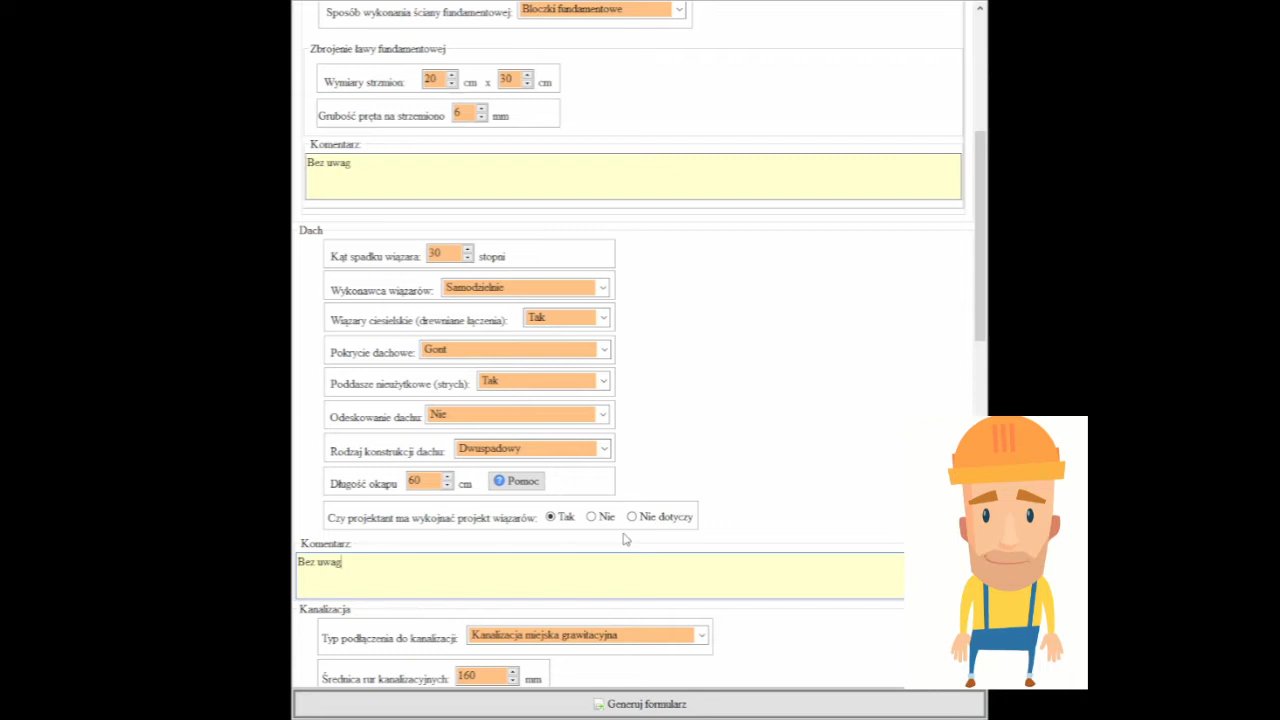 Sposób wykonania ściany fundamentowej: Bloczki fundamentowe
Zbrojenie ławy fundamentowej
Wymiary strzmion: 20 cm x 30 cm
Grubość pręta na strzemiono 6 mm
Komentarz:
Bez uwag
Dach
Kąt spadku wiązara: 30 stopni
Wykonawca wiązarów: Samodzielnie
Wiązary ciesielskie (drewniane łączenia): Tak
Pokrycie dachowe: Gont
Poddasze nieużytkowe (strych): Tak
Odeskowanie dachu: Nie
Rodzaj konstrukcji dachu: Dwuspadowy
Długość okapu 60 cm Pomoc
Czy projektant ma wykojnać projekt wiązarów: Tak Nie Nie dotyczy
Komentarz:
Bez uwag
Kanalizacja
Typ podłączenia do kanalizacji: Kanalizacja miejska grawitacyjna
Średnica rur kanalizacyjnych: 160 mm
Generuj formularz